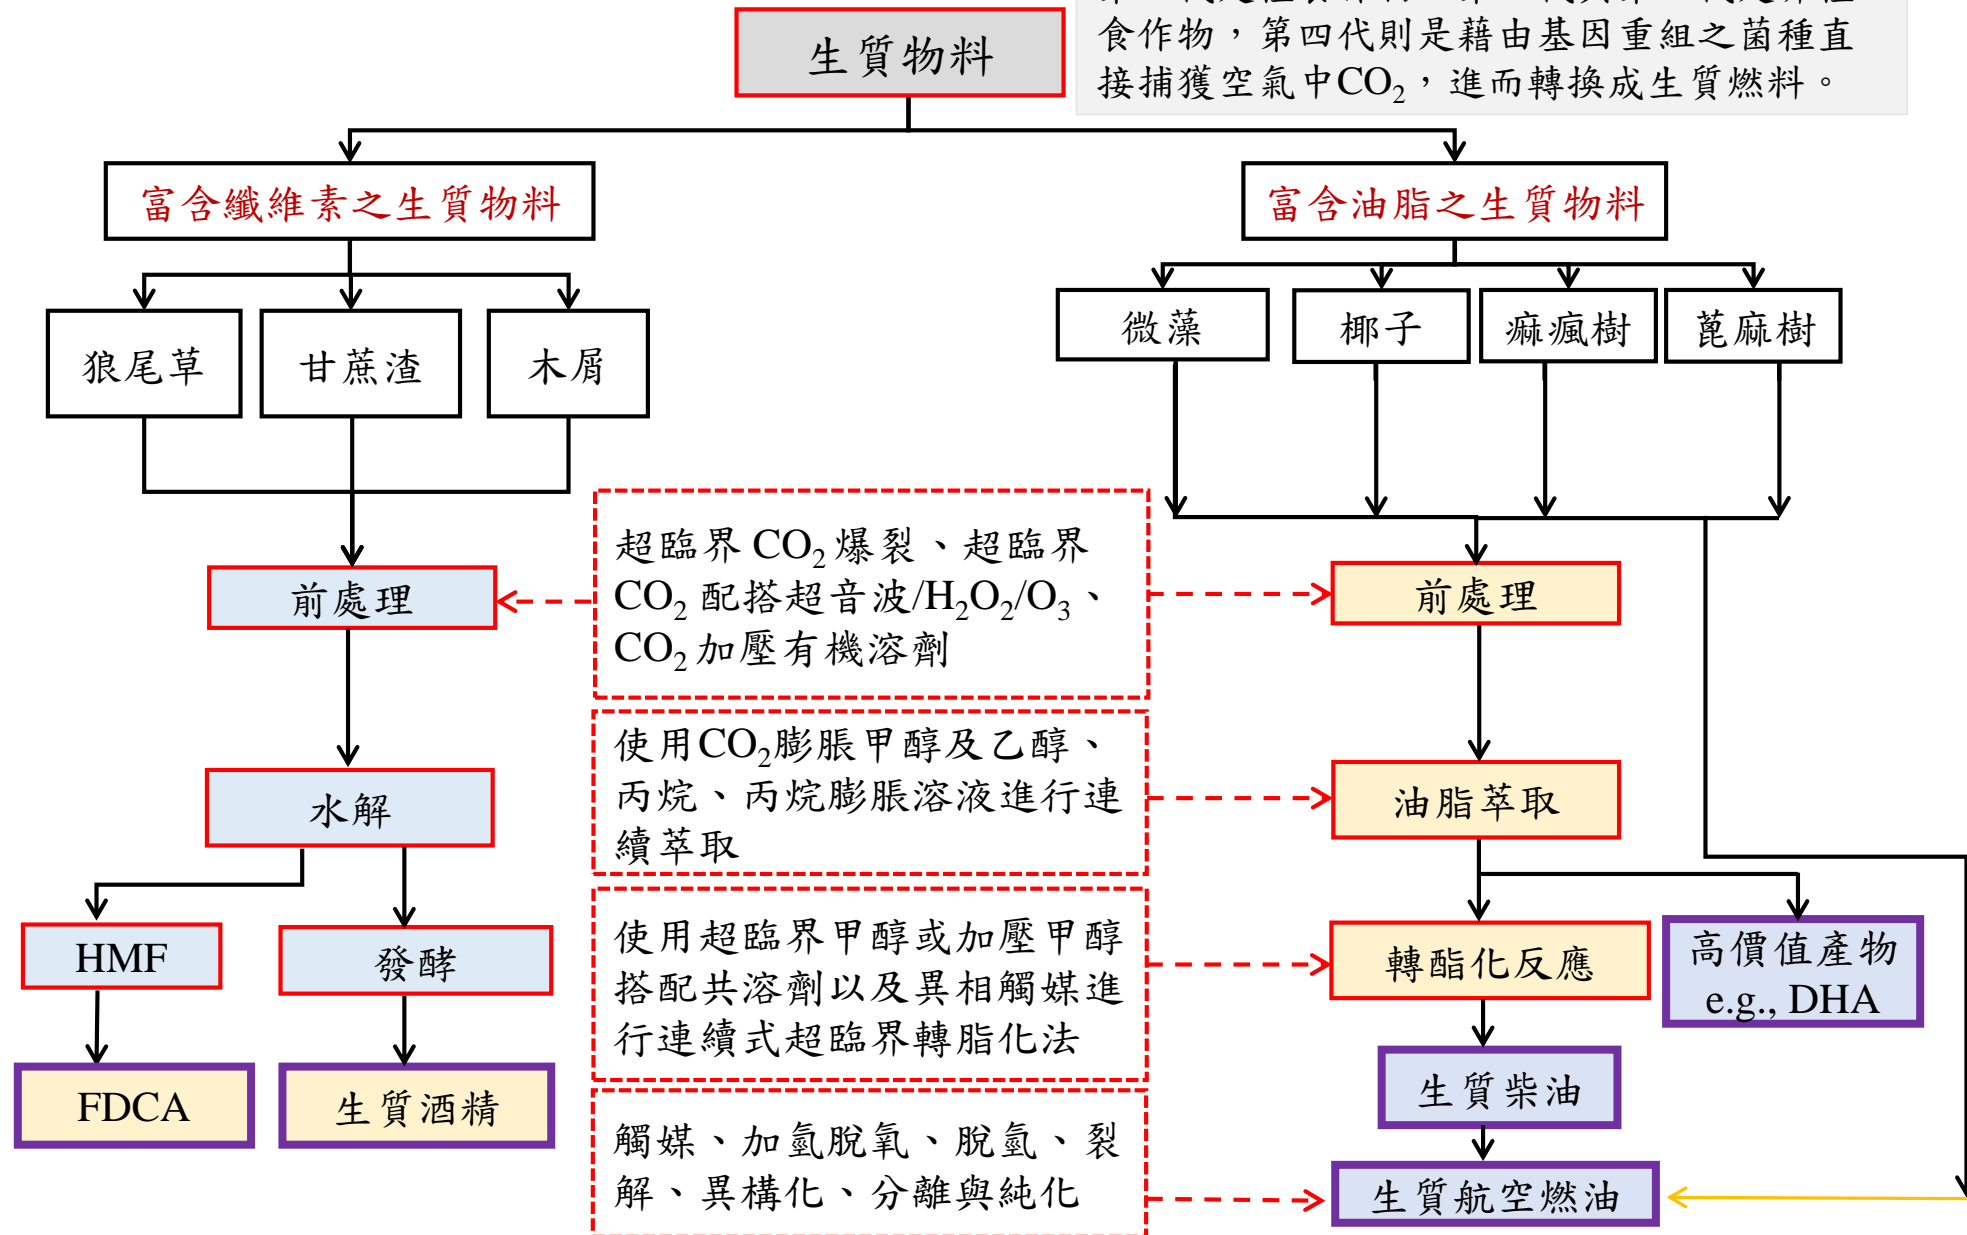 生質物料
食作物，第四代則是藉由基因重組之菌種直
接捕獲空氣中CO₂，進而轉換成生質燃料。
富含纖維素之生質物料
富含油脂之生質物料
狼尾草
甘蔗渣
木屑
微藻
椰子
痲瘋樹
蓖麻樹
超臨界 CO₂ 爆裂、超臨界
CO₂ 配搭超音波/H₂O₂/O₃、
CO₂ 加壓有機溶劑
前處理
前處理
使用CO₂膨脹甲醇及乙醇、
丙烷、丙烷膨脹溶液進行連
續萃取
水解
油脂萃取
使用超臨界甲醇或加壓甲醇
搭配共溶劑以及異相觸媒進
行連續式超臨界轉脂化法
HMF
發酵
轉酯化反應
高價值產物
e.g., DHA
FDCA
生質酒精
生質柴油
觸媒、加氫脫氧、脫氫、裂
解、異構化、分離與純化
生質航空燃油